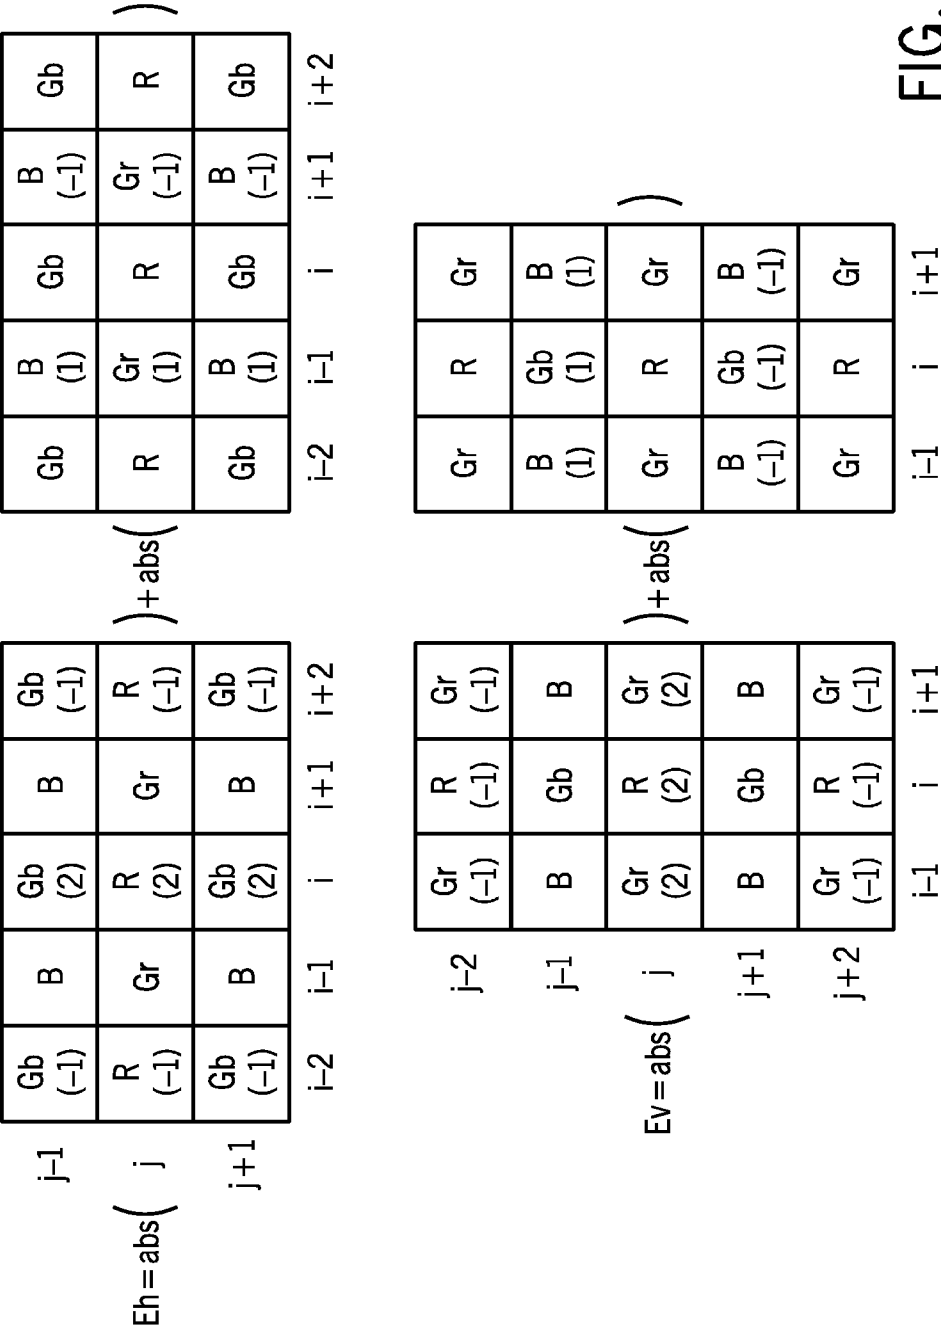 Gb (-1) B Gb (2) B Gb (-1) Gb B (1) Gb B (-1) Gb
j-1
Eh=abs( j R (-1) Gr R (2) Gr R (-1) )+abs( R Gr (1) R Gr (-1) R )
j+1 Gb (-1) B Gb (2) B Gb (-1) Gb B (1) Gb B (-1) Gb
i-2 i-1 i i+1 i+2 i-2 i-1 i i+1 i+2
j-2 Gr (-1) R (-1) Gr (-1) Gr R Gr
j-1 B Gb B B (1) Gb (1) B (1)
Ev=abs( j Gr (2) R (2) Gr (2) )+abs( Gr R Gr )
j+1 B Gb B B (-1) Gb (-1) B (-1)
j+2 Gr (-1) R (-1) Gr (-1) Gr R Gr
i-1 i i+1 i-1 i i+1
FIG.